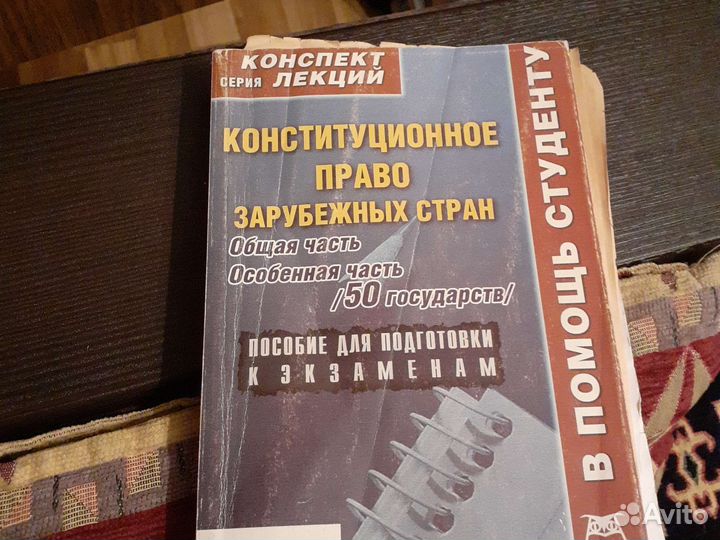 КОНСПЕКТ
СЕРИЯ ЛЕКЦИЙ
КОНСТИТУЦИОННОЕ
ПРАВО
ЗАРУБЕЖНЫХ СТРАН
Общая часть
Особенная часть
/50 государств/
ПОСОБИЕ ДЛЯ ПОДГОТОВКИ
К ЭКЗАМЕНАМ
В ПОМОЩЬ СТУДЕНТУ
Avito